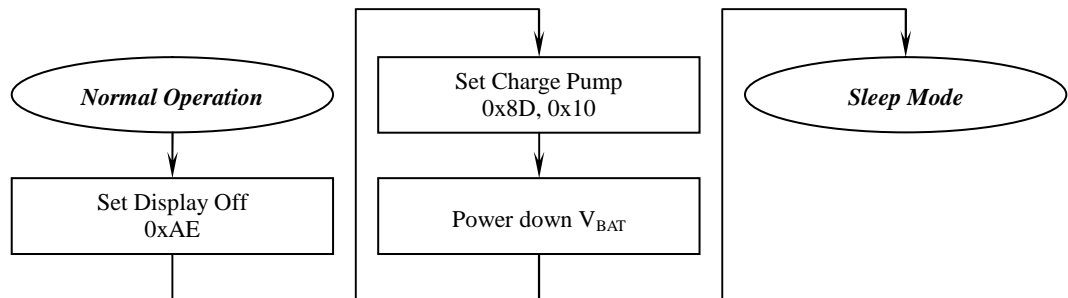 Normal Operation
Set Display Off
0xAE
Set Charge Pump
0x8D, 0x10
Power down VBAT
Sleep Mode